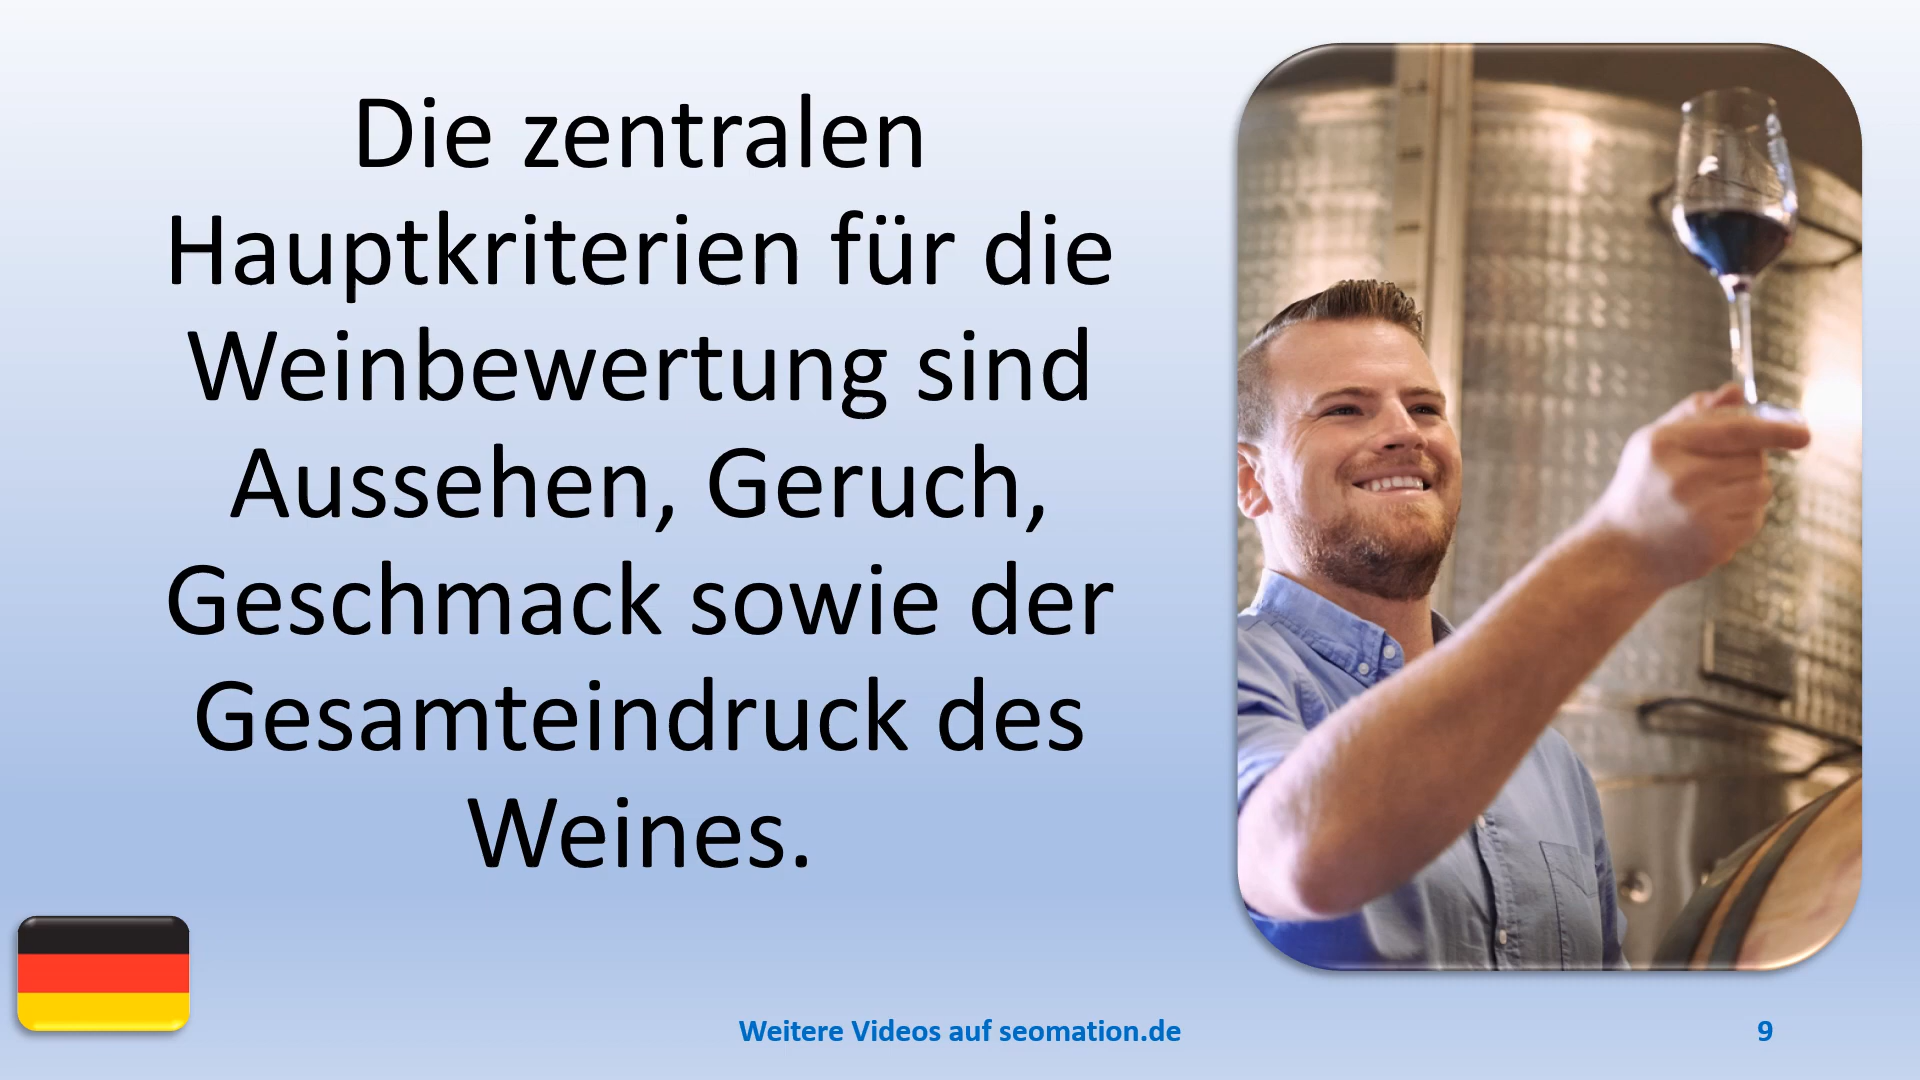 Die zentralen
Hauptkriterien für die
Weinbewertung sind
Aussehen, Geruch,
Geschmack sowie der
Gesamteindruck des
Weines.
Weitere Videos auf seomation.de
9